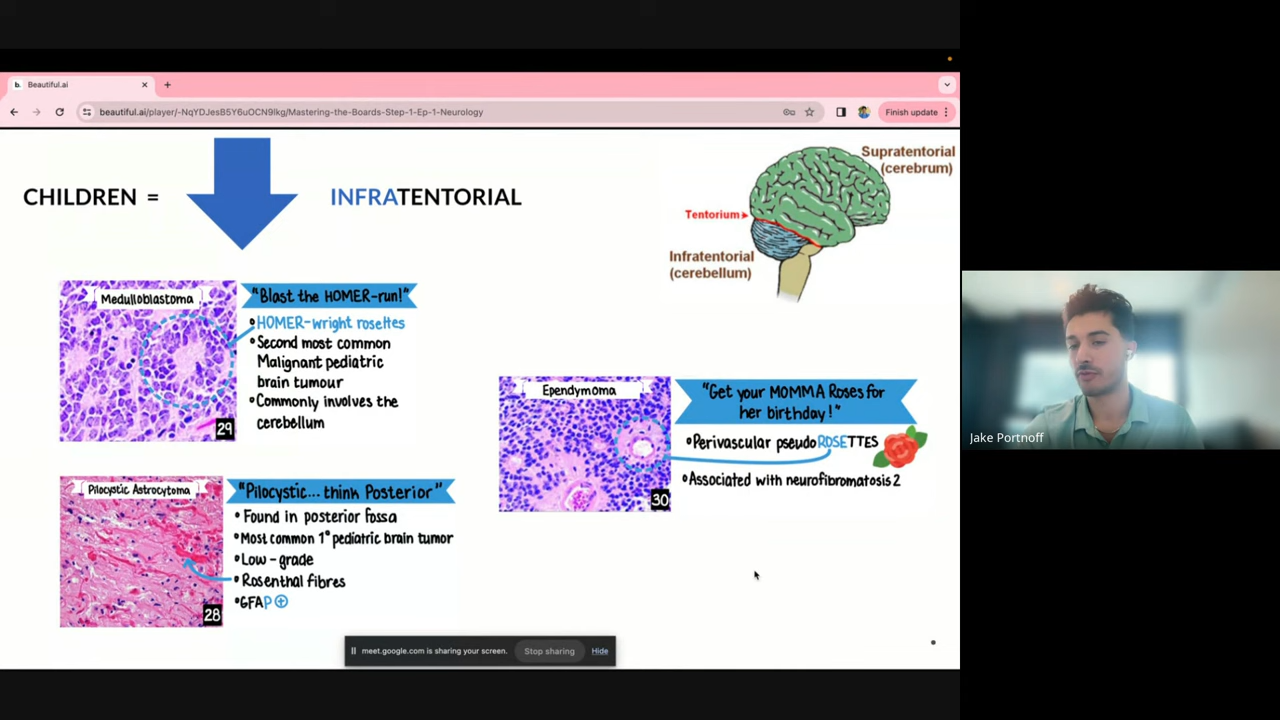 Beautiful.ai
beautiful.ai/player/-NqYDJesB5Y6uOCN9lkg/Mastering-the-Boards-Step-1-Ep-1-Neurology
Finish update
CHILDREN =
INFRATENTORIAL
Supratentorial
(cerebrum)
Tentorium
Infratentorial
(cerebellum)
Medulloblastoma
29
"Blast the HOMER-run!"
• HOMER-wright rosettes
• Second most common
Malignant pediatric
brain tumour
• Commonly involves the
cerebellum
Ependymoma
30
"Get your MOMMA Roses for
her birthday!"
• Perivascular pseudoROSETTES
• Associated with neurofibromatosis 2
Pilocystic Astrocytoma
28
"Pilocystic... think Posterior"
• Found in posterior fossa
• Most common 1° pediatric brain tumor
• Low-grade
• Rosenthal fibres
• GFAP +
meet.google.com is sharing your screen.
Stop sharing
Hide
Jake Portnoff